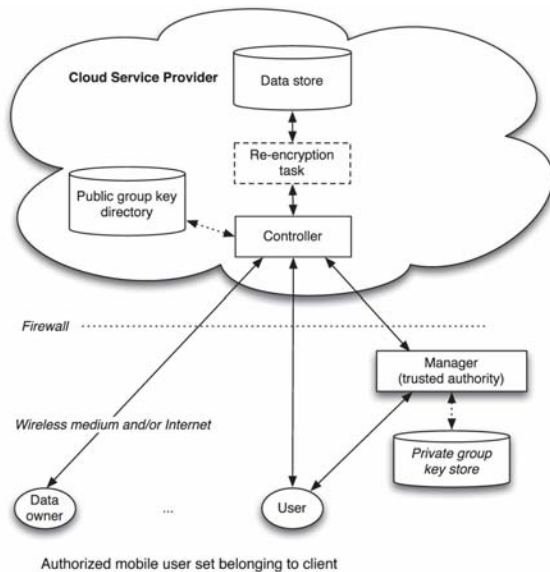 Cloud Service Provider
Data store
Re-encryption
task
Public group key
directory
Controller
Firewall
Manager
(trusted authority)
Wireless medium and/or Internet
Private group
key store
Data
owner
...
User
Authorized mobile user set belonging to client